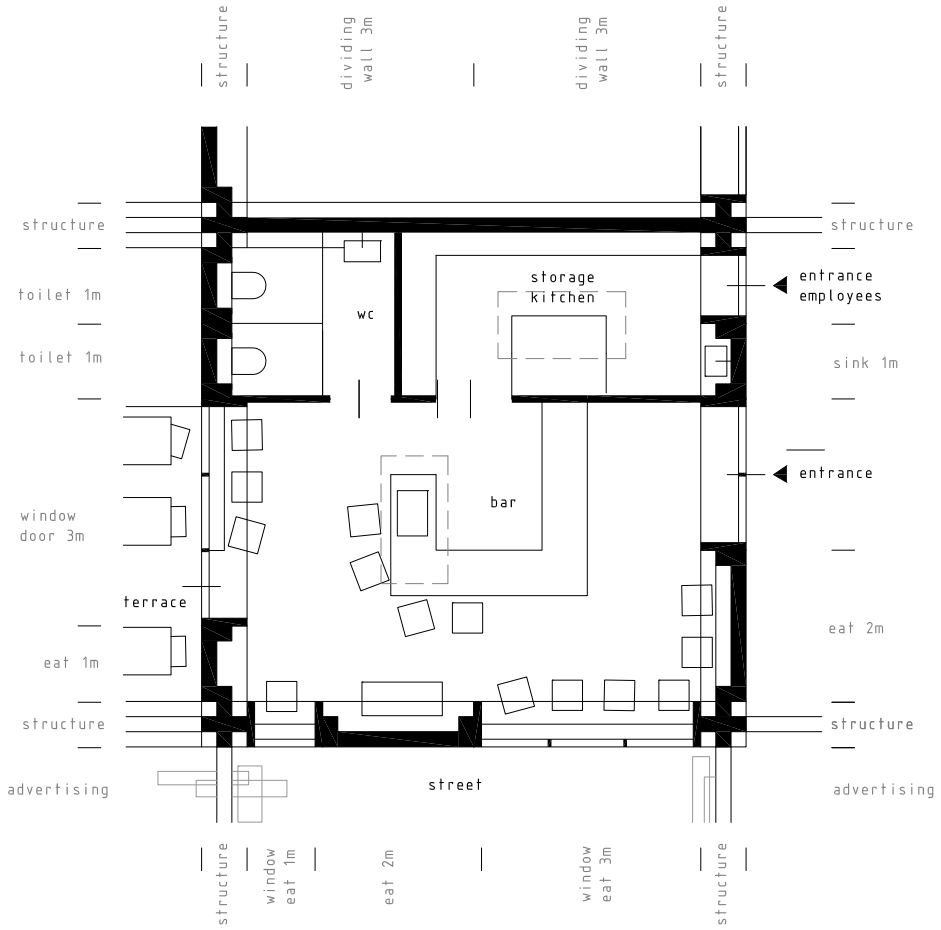 structure
dividing
wall 3m
dividing
wall 3m
structure
structure
structure
storage
kitchen
entrance
employees
toilet 1m
wc
toilet 1m
sink 1m
entrance
bar
window
door 3m
terrace
eat 2m
eat 1m
structure
structure
street
advertising
advertising
structure
window
eat 1m
eat 2m
window
eat 3m
structure